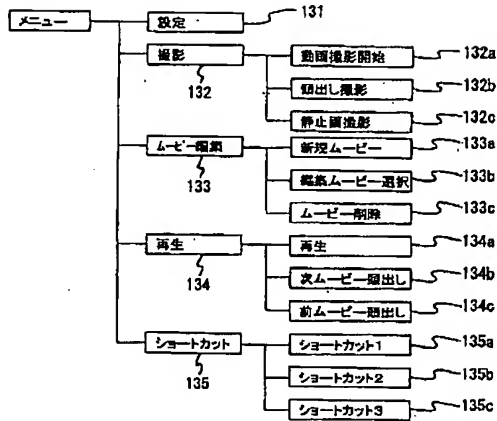 メニュー
設定
131
撮影
132
動画撮影開始
132a
頭出し撮影
132b
静止画撮影
132c
ムービー編集
133
新規ムービー
133a
編集ムービー選択
133b
ムービー削除
133c
再生
134
再生
134a
次ムービー頭出し
134b
前ムービー頭出し
134c
ショートカット
135
ショートカット1
135a
ショートカット2
135b
ショートカット3
135c